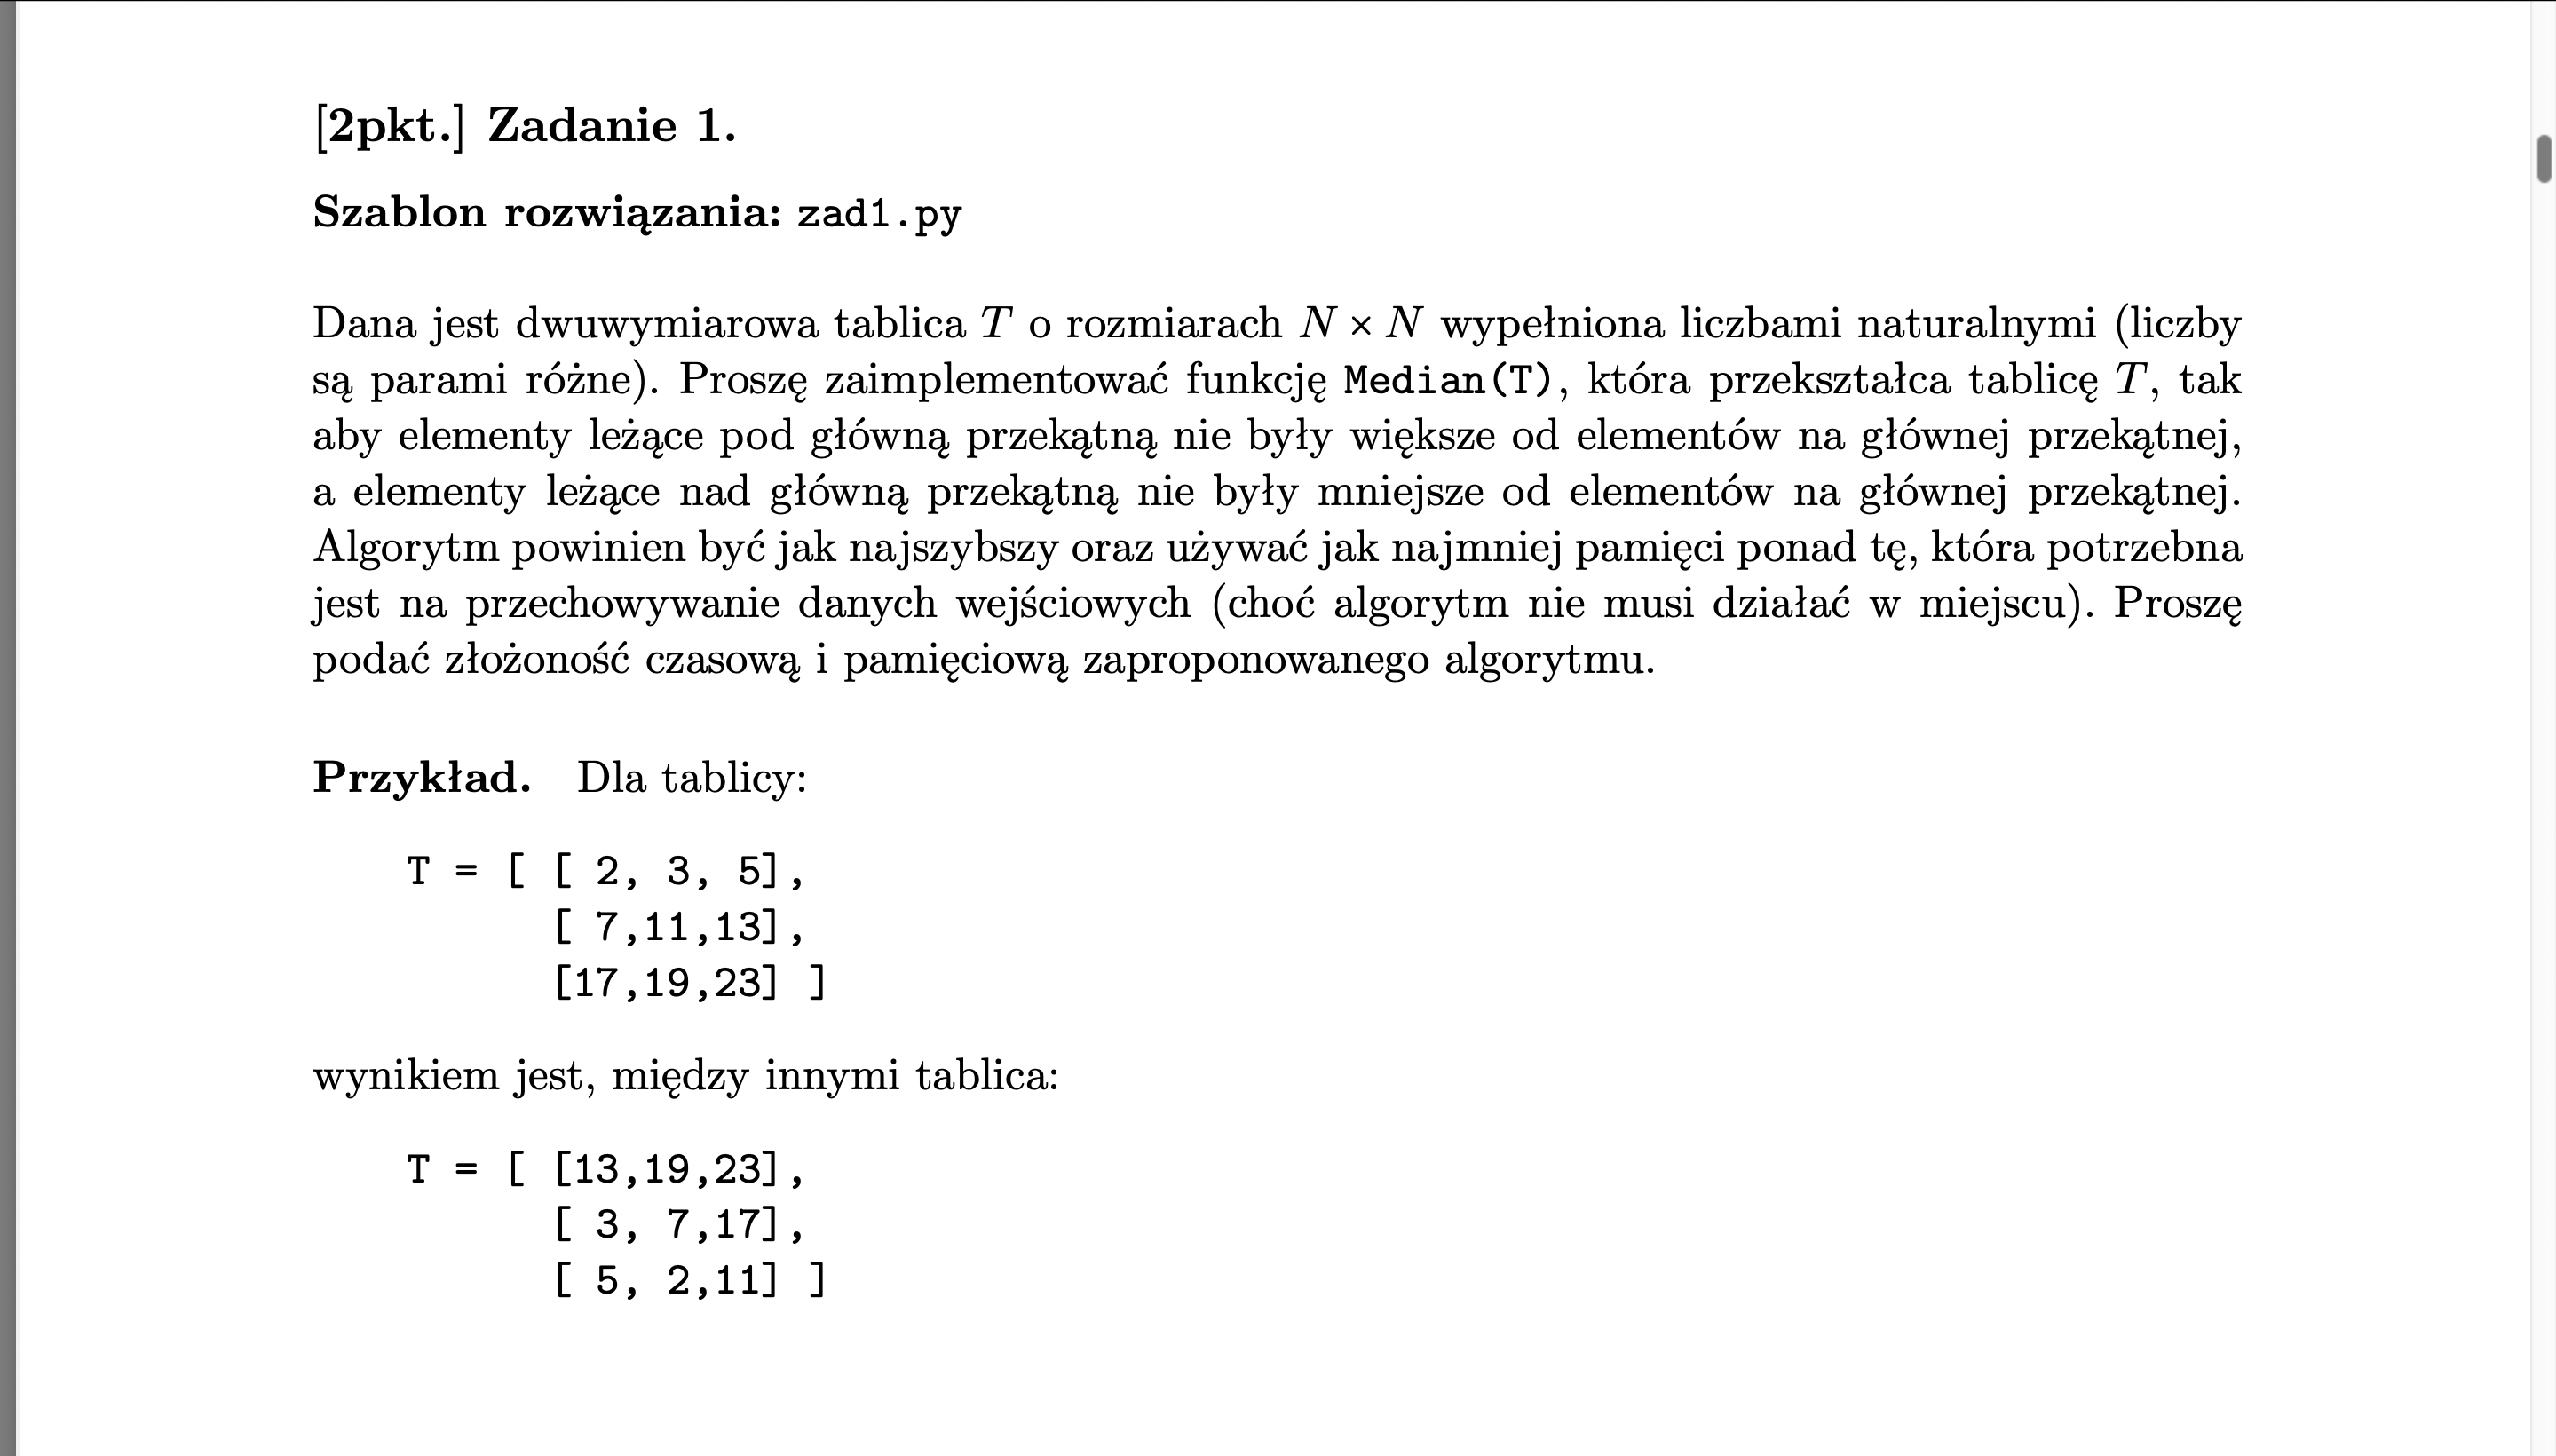 [2pkt.] Zadanie 1.
Szablon rozwiązania: zad1.py
Dana jest dwuwymiarowa tablica T o rozmiarach N × N wypełniona liczbami naturalnymi (liczby
są parami różne). Proszę zaimplementować funkcję Median(T), która przekształca tablicę T, tak
aby elementy leżące pod główną przekątną nie były większe od elementów na głównej przekątnej,
a elementy leżące nad główną przekątną nie były mniejsze od elementów na głównej przekątnej.
Algorytm powinien być jak najszybszy oraz używać jak najmniej pamięci ponad tę, która potrzebna
jest na przechowywanie danych wejściowych (choć algorytm nie musi działać w miejscu). Proszę
podać złożoność czasową i pamięciową zaproponowanego algorytmu.
Przykład. Dla tablicy:
T = [ [ 2, 3, 5],
[ 7,11,13],
[17,19,23] ]
wynikiem jest, między innymi tablica:
T = [ [13,19,23],
[ 3, 7,17],
[ 5, 2,11] ]